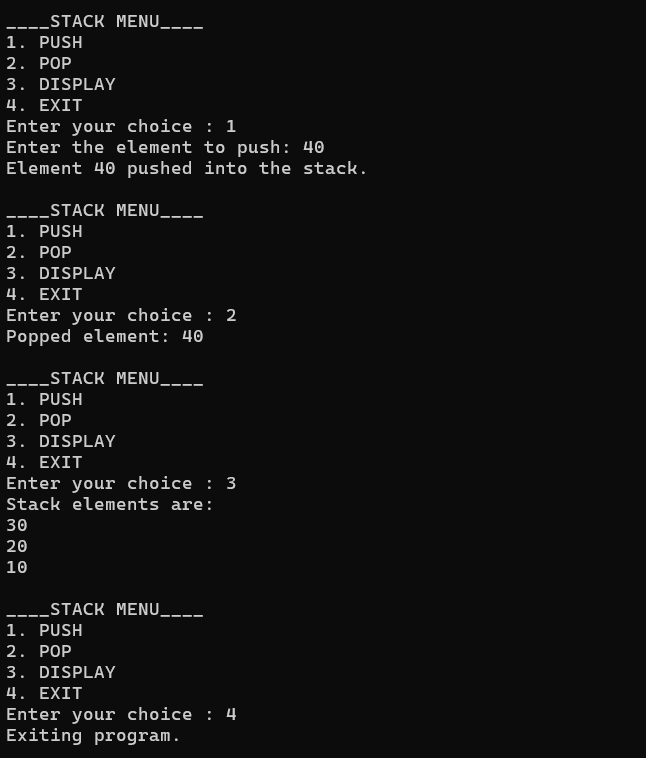 ____STACK MENU____
1. PUSH
2. POP
3. DISPLAY
4. EXIT
Enter your choice : 1
Enter the element to push: 40
Element 40 pushed into the stack.

____STACK MENU____
1. PUSH
2. POP
3. DISPLAY
4. EXIT
Enter your choice : 2
Popped element: 40

____STACK MENU____
1. PUSH
2. POP
3. DISPLAY
4. EXIT
Enter your choice : 3
Stack elements are:
30
20
10

____STACK MENU____
1. PUSH
2. POP
3. DISPLAY
4. EXIT
Enter your choice : 4
Exiting program.